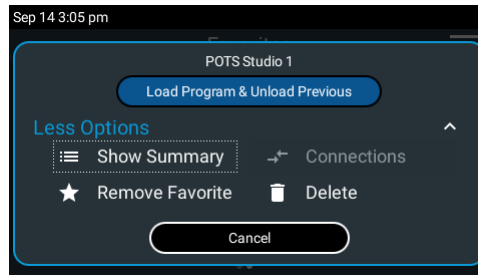 Sep 14 3:05 pm
POTS Studio 1
Load Program & Unload Previous
Less Options
Show Summary
Connections
Remove Favorite
Delete
Cancel